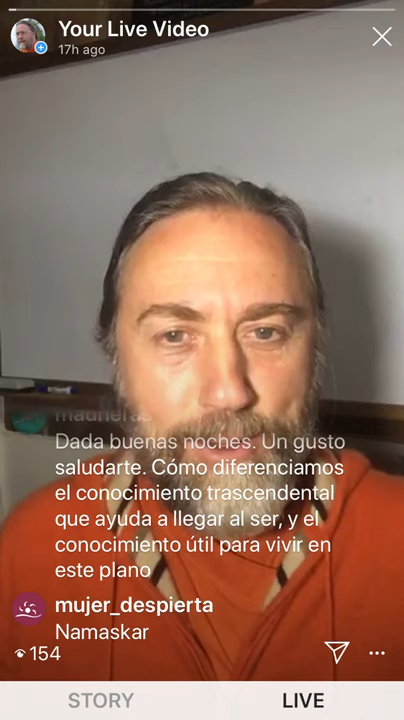 Your Live Video
17h ago
Dada buenas noches. Un gusto
saludarte. Cómo diferenciamos
el conocimiento trascendental
que ayuda a llegar al ser, y el
conocimiento útil para vivir en
este plano
mujer_despierta
Namaskar
154
STORY
LIVE